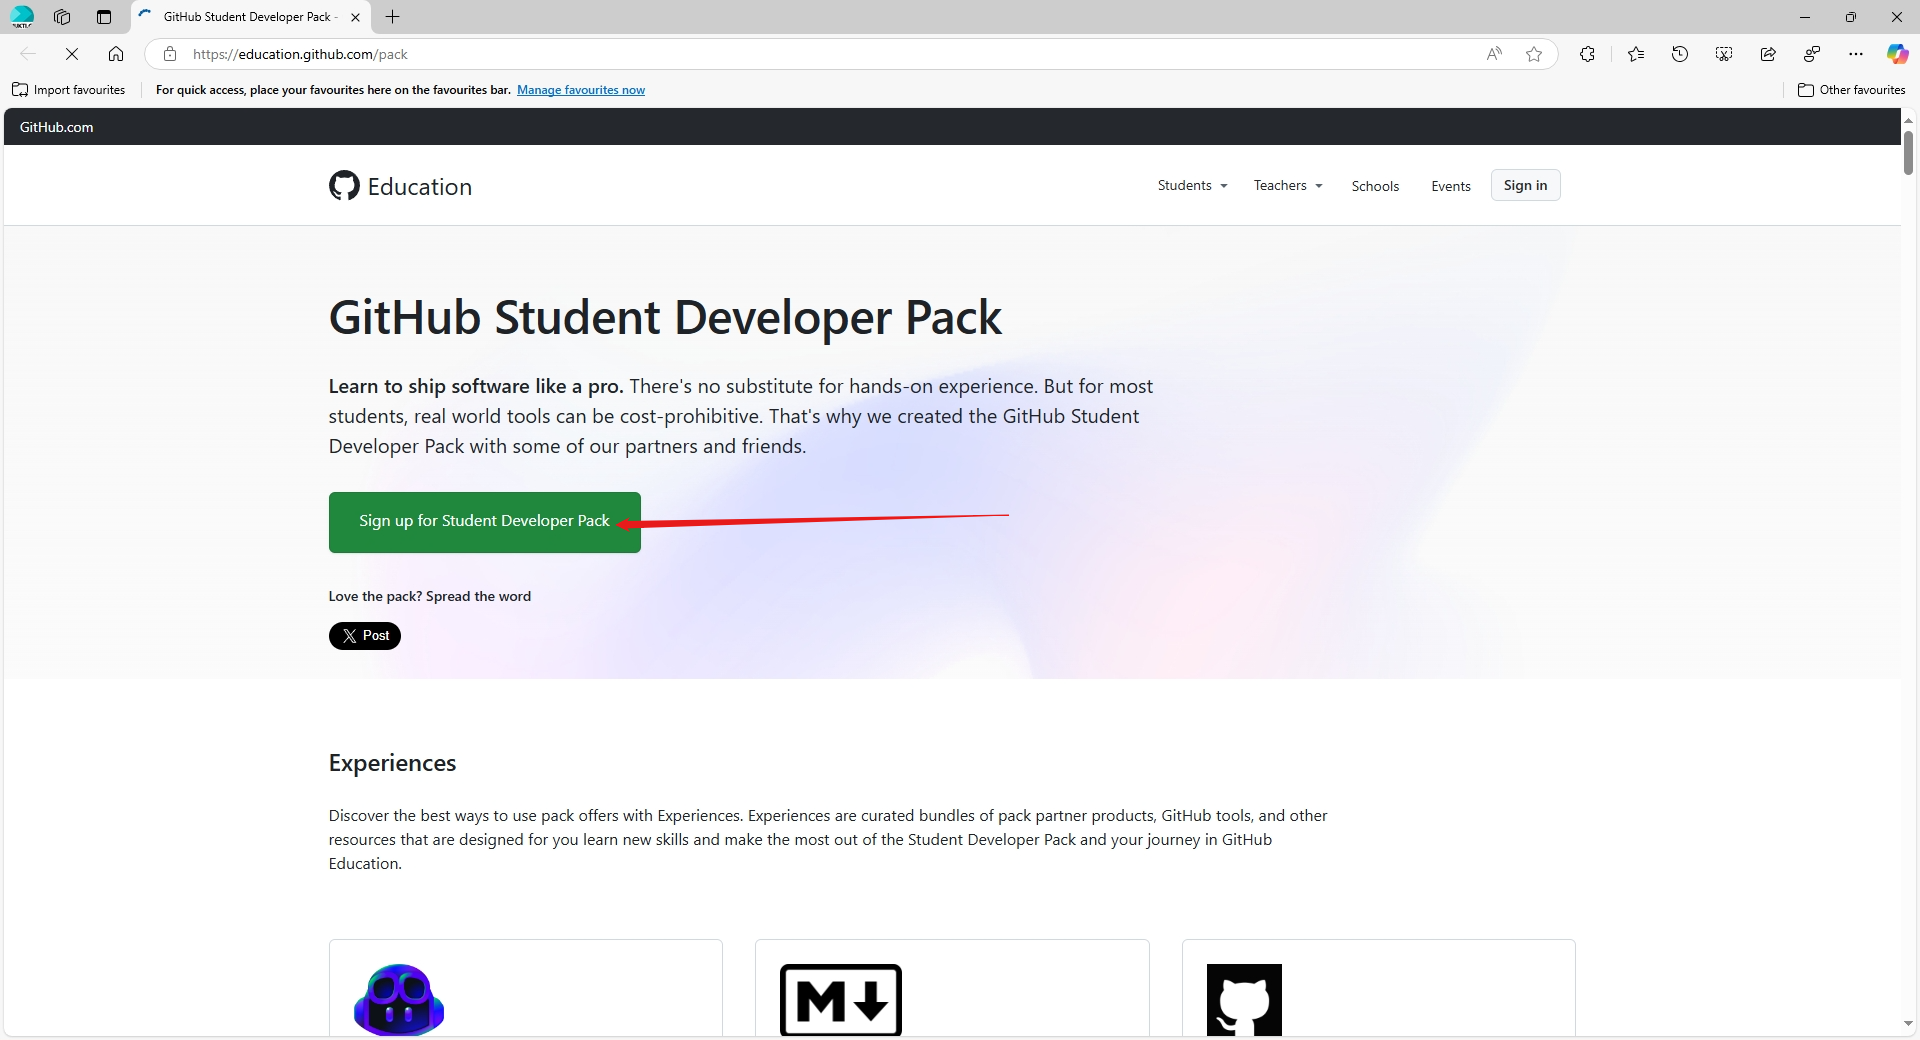 GitHub Student Developer Pack -
https://education.github.com/pack
Import favourites
For quick access, place your favourites here on the favourites bar. Manage favourites now
Other favourites
GitHub.com
Education
Students
Teachers
Schools
Events
Sign in
GitHub Student Developer Pack
Learn to ship software like a pro. There's no substitute for hands-on experience. But for most
students, real world tools can be cost-prohibitive. That's why we created the GitHub Student
Developer Pack with some of our partners and friends.
Sign up for Student Developer Pack
Love the pack? Spread the word
X Post
Experiences
Discover the best ways to use pack offers with Experiences. Experiences are curated bundles of pack partner products, GitHub tools, and other
resources that are designed for you learn new skills and make the most out of the Student Developer Pack and your journey in GitHub
Education.
M